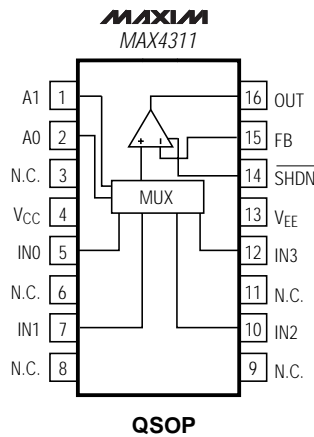 MAXIM
MAX4311
A1 1 16 OUT
A0 2 15 FB
N.C. 3 14 SHDN
VCC 4 13 VEE
IN0 5 12 IN3
N.C. 6 11 N.C.
IN1 7 10 IN2
N.C. 8 9 N.C.
+ −
MUX
QSOP